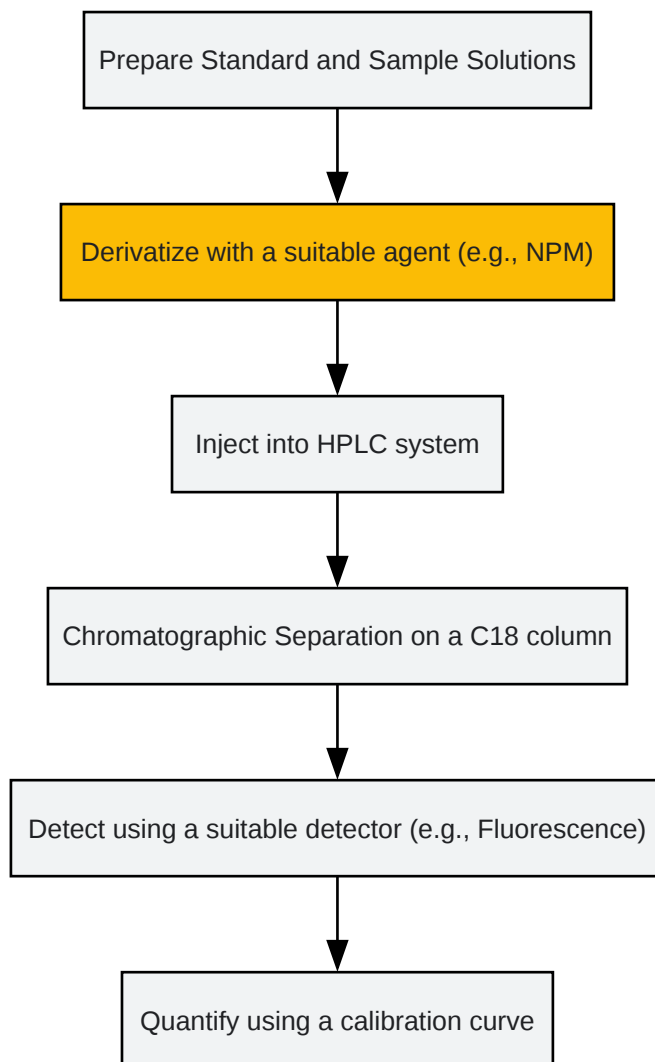 Prepare Standard and Sample Solutions
Derivatize with a suitable agent (e.g., NPM)
Inject into HPLC system
Chromatographic Separation on a C18 column
Detect using a suitable detector (e.g., Fluorescence)
Quantify using a calibration curve